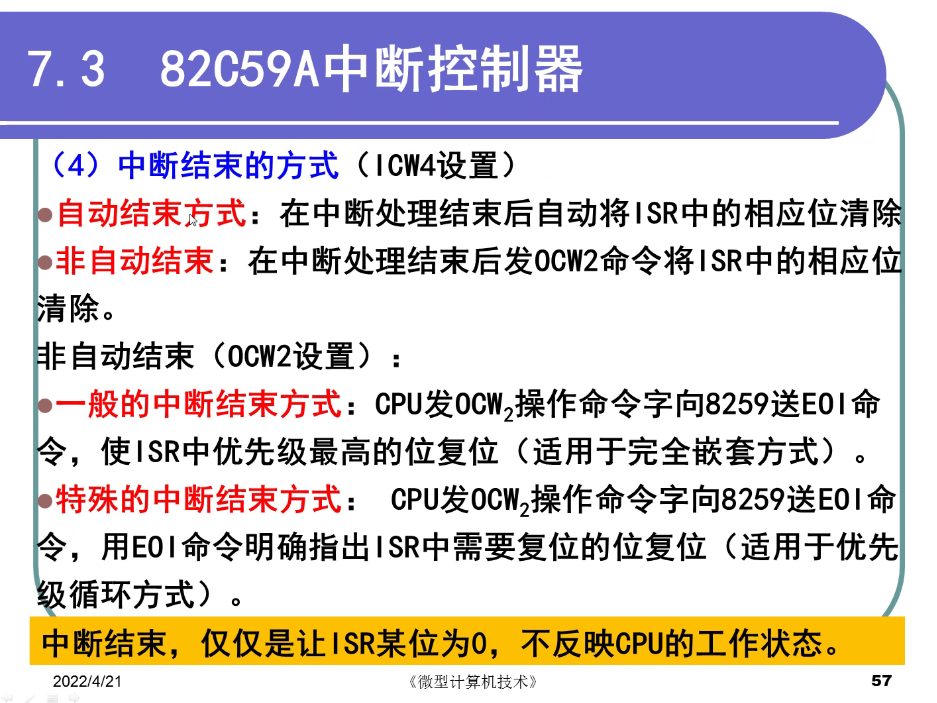 7.3 82C59A中断控制器
（4）中断结束的方式（ICW4设置）
●自动结束方式：在中断处理结束后自动将ISR中的相应位清除
●非自动结束：在中断处理结束后发OCW2命令将ISR中的相应位
清除。
非自动结束（OCW2设置）：
●一般的中断结束方式：CPU发OCW2操作命令字向8259送EOI命
令，使ISR中优先级最高的位复位（适用于完全嵌套方式）。
●特殊的中断结束方式： CPU发OCW2操作命令字向8259送EOI命
令，用EOI命令明确指出ISR中需要复位的位复位（适用于优先
级循环方式）。
中断结束，仅仅是让ISR某位为0，不反映CPU的工作状态。
2022/4/21 《微型计算机技术》 57